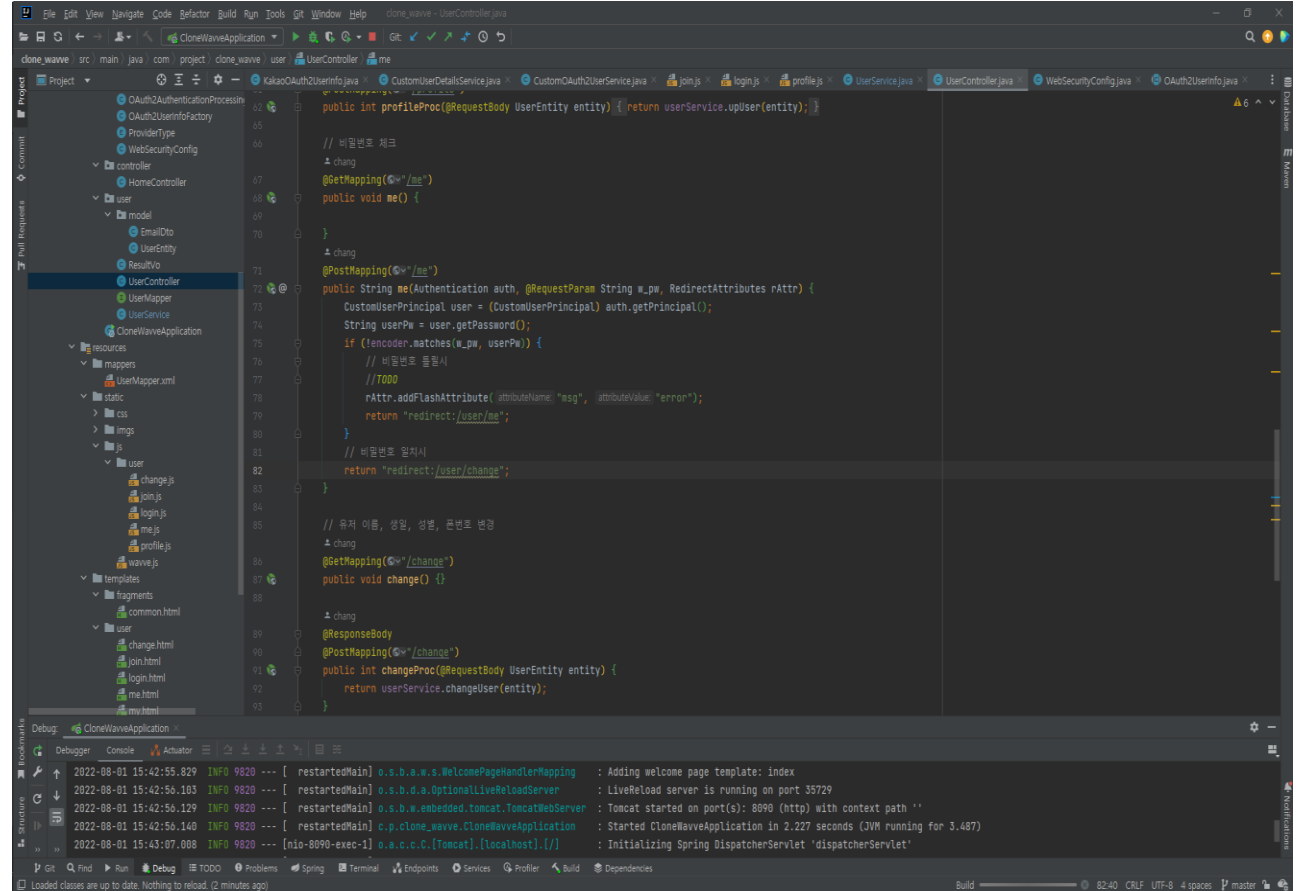 File Edit View Navigate Code Refactor Build Run Tools Git Window Help clone_wavve - UserController.java
CloneWavveApplication Git:
clone_wavve src main java com project clone_wavve user UserController me
Project
KakaoOAuth2UserInfo.java CustomUserDetailsService.java CustomOAuth2UserService.java join.js login.js profile.js UserService.java UserController.java WebSecurityConfig.java OAuth2UserInfo.java
Project
Commit
Pull Requests
Bookmarks
Structure
OAuth2AuthenticationProcessin
OAuth2UserInfoFactory
ProviderType
WebSecurityConfig
controller
HomeController
user
model
EmailDto
UserEntity
ResultVo
UserController
UserMapper
UserService
CloneWavveApplication
resources
mappers
UserMapper.xml
static
css
imgs
js
user
change.js
join.js
login.js
me.js
profile.js
wavve.js
templates
fragments
common.html
user
change.html
join.html
login.html
me.html
my.html
62 public int profileProc(@RequestBody UserEntity entity) { return userService.upUser(entity); }
65
66 // 비밀번호 체크
chang
67 @GetMapping("/me")
68 public void me() {
69
70 }
chang
71 @PostMapping("/me")
72 @ public String me(Authentication auth, @RequestParam String w_pw, RedirectAttributes rAttr) {
73 CustomUserPrincipal user = (CustomUserPrincipal) auth.getPrincipal();
74 String userPw = user.getPassword();
75 if (!encoder.matches(w_pw, userPw)) {
76 // 비밀번호 틀릴시
77 //TODO
78 rAttr.addFlashAttribute( attributeName: "msg", attributeValue: "error");
79 return "redirect:/user/me";
80 }
81 // 비밀번호 일치시
82 return "redirect:/user/change";
83 }
84
85 // 유저 이름, 생일, 성별, 폰번호 변경
chang
86 @GetMapping("/change")
87 public void change() {}
88
chang
89 @ResponseBody
90 @PostMapping("/change")
91 public int changeProc(@RequestBody UserEntity entity) {
92 return userService.changeUser(entity);
93 }
6
Database
Maven
Notifications
Debug: CloneWavveApplication
Debugger Console Actuator
2022-08-01 15:42:55.829 INFO 9820 --- [ restartedMain] o.s.b.a.w.s.WelcomePageHandlerMapping : Adding welcome page template: index
2022-08-01 15:42:56.103 INFO 9820 --- [ restartedMain] o.s.b.d.a.OptionalLiveReloadServer : LiveReload server is running on port 35729
2022-08-01 15:42:56.129 INFO 9820 --- [ restartedMain] o.s.b.w.embedded.tomcat.TomcatWebServer : Tomcat started on port(s): 8090 (http) with context path ''
2022-08-01 15:42:56.140 INFO 9820 --- [ restartedMain] c.p.clone_wavve.CloneWavveApplication : Started CloneWavveApplication in 2.227 seconds (JVM running for 3.487)
2022-08-01 15:43:07.008 INFO 9820 --- [nio-8090-exec-1] o.a.c.c.C.[Tomcat].[localhost].[/] : Initializing Spring DispatcherServlet 'dispatcherServlet'
Git Find Run Debug TODO Problems Spring Terminal Endpoints Services Profiler Build Dependencies
Loaded classes are up to date. Nothing to reload. (2 minutes ago) Build 82:40 CRLF UTF-8 4 spaces master